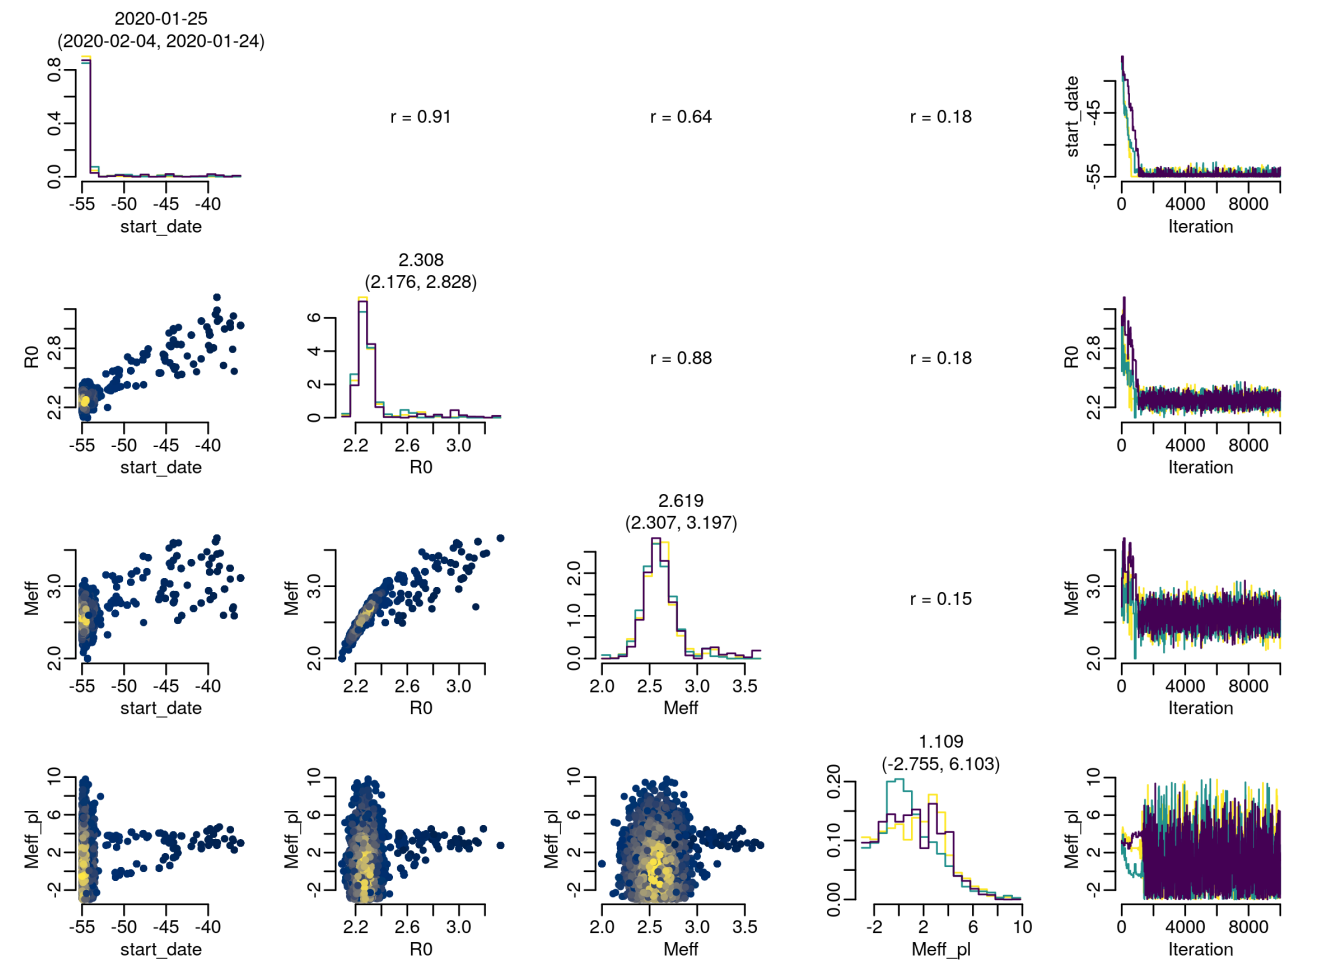 2020-01-25
(2020-02-04, 2020-01-24)
0.0 0.4 0.8
-55 -50 -45 -40
start_date
r = 0.91
r = 0.64
r = 0.18
start_date
-55 -45
0 4000 8000
Iteration
R0
2.2 2.8
-55 -50 -45 -40
start_date
2.308
(2.176, 2.828)
0 2 4 6
2.2 2.6 3.0
R0
r = 0.88
r = 0.18
R0
2.2 2.8
0 4000 8000
Iteration
Meff
2.0 3.0
-55 -50 -45 -40
start_date
Meff
2.0 3.0
2.2 2.6 3.0
R0
2.619
(2.307, 3.197)
0.0 1.0 2.0
2.0 2.5 3.0 3.5
Meff
r = 0.15
Meff
2.0 3.0
0 4000 8000
Iteration
Meff_pl
-2 2 6 10
-55 -50 -45 -40
start_date
Meff_pl
-2 2 6 10
2.2 2.6 3.0
R0
Meff_pl
-2 2 6 10
2.0 2.5 3.0 3.5
Meff
1.109
(-2.755, 6.103)
0.00 0.10 0.20
-2 2 6 10
Meff_pl
Meff_pl
-2 2 6 10
0 4000 8000
Iteration